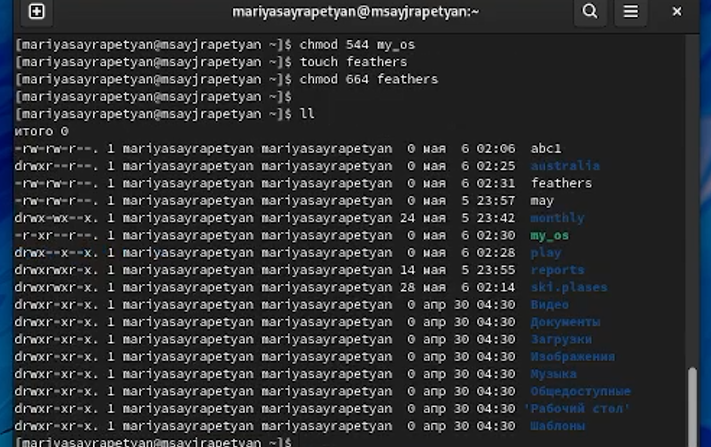 mariyasayrapetyan@msayjrapetyan:~
[mariyasayrapetyan@msayjrapetyan ~]$ chmod 544 my_os
[mariyasayrapetyan@msayjrapetyan ~]$ touch feathers
[mariyasayrapetyan@msayjrapetyan ~]$ chmod 664 feathers
[mariyasayrapetyan@msayjrapetyan ~]$
[mariyasayrapetyan@msayjrapetyan ~]$ ll
итого 0
-rw-rw-r--. 1 mariyasayrapetyan mariyasayrapetyan 0 мая 6 02:06 abc1
drwxr--r--. 1 mariyasayrapetyan mariyasayrapetyan 0 мая 6 02:25 australia
-rw-rw-r--. 1 mariyasayrapetyan mariyasayrapetyan 0 мая 6 02:31 feathers
-rw-rw-r--. 1 mariyasayrapetyan mariyasayrapetyan 0 мая 5 23:57 may
drwx-wx--x. 1 mariyasayrapetyan mariyasayrapetyan 24 мая 5 23:42 monthly
-r-xr--r--. 1 mariyasayrapetyan mariyasayrapetyan 0 мая 6 02:30 my_os
drwx--x--x. 1 mariyasayrapetyan mariyasayrapetyan 0 мая 6 02:28 play
drwxrwxr-x. 1 mariyasayrapetyan mariyasayrapetyan 14 мая 5 23:55 reports
drwxrwxr-x. 1 mariyasayrapetyan mariyasayrapetyan 28 мая 6 02:14 ski.plases
drwxr-xr-x. 1 mariyasayrapetyan mariyasayrapetyan 0 апр 30 04:30 Видео
drwxr-xr-x. 1 mariyasayrapetyan mariyasayrapetyan 0 апр 30 04:30 Документы
drwxr-xr-x. 1 mariyasayrapetyan mariyasayrapetyan 0 апр 30 04:30 Загрузки
drwxr-xr-x. 1 mariyasayrapetyan mariyasayrapetyan 0 апр 30 04:30 Изображения
drwxr-xr-x. 1 mariyasayrapetyan mariyasayrapetyan 0 апр 30 04:30 Музыка
drwxr-xr-x. 1 mariyasayrapetyan mariyasayrapetyan 0 апр 30 04:30 Общедоступные
drwxr-xr-x. 1 mariyasayrapetyan mariyasayrapetyan 0 апр 30 04:30 'Рабочий стол'
drwxr-xr-x. 1 mariyasayrapetyan mariyasayrapetyan 0 апр 30 04:30 Шаблоны
[mariyasayrapetyan@msayjrapetyan ~]$